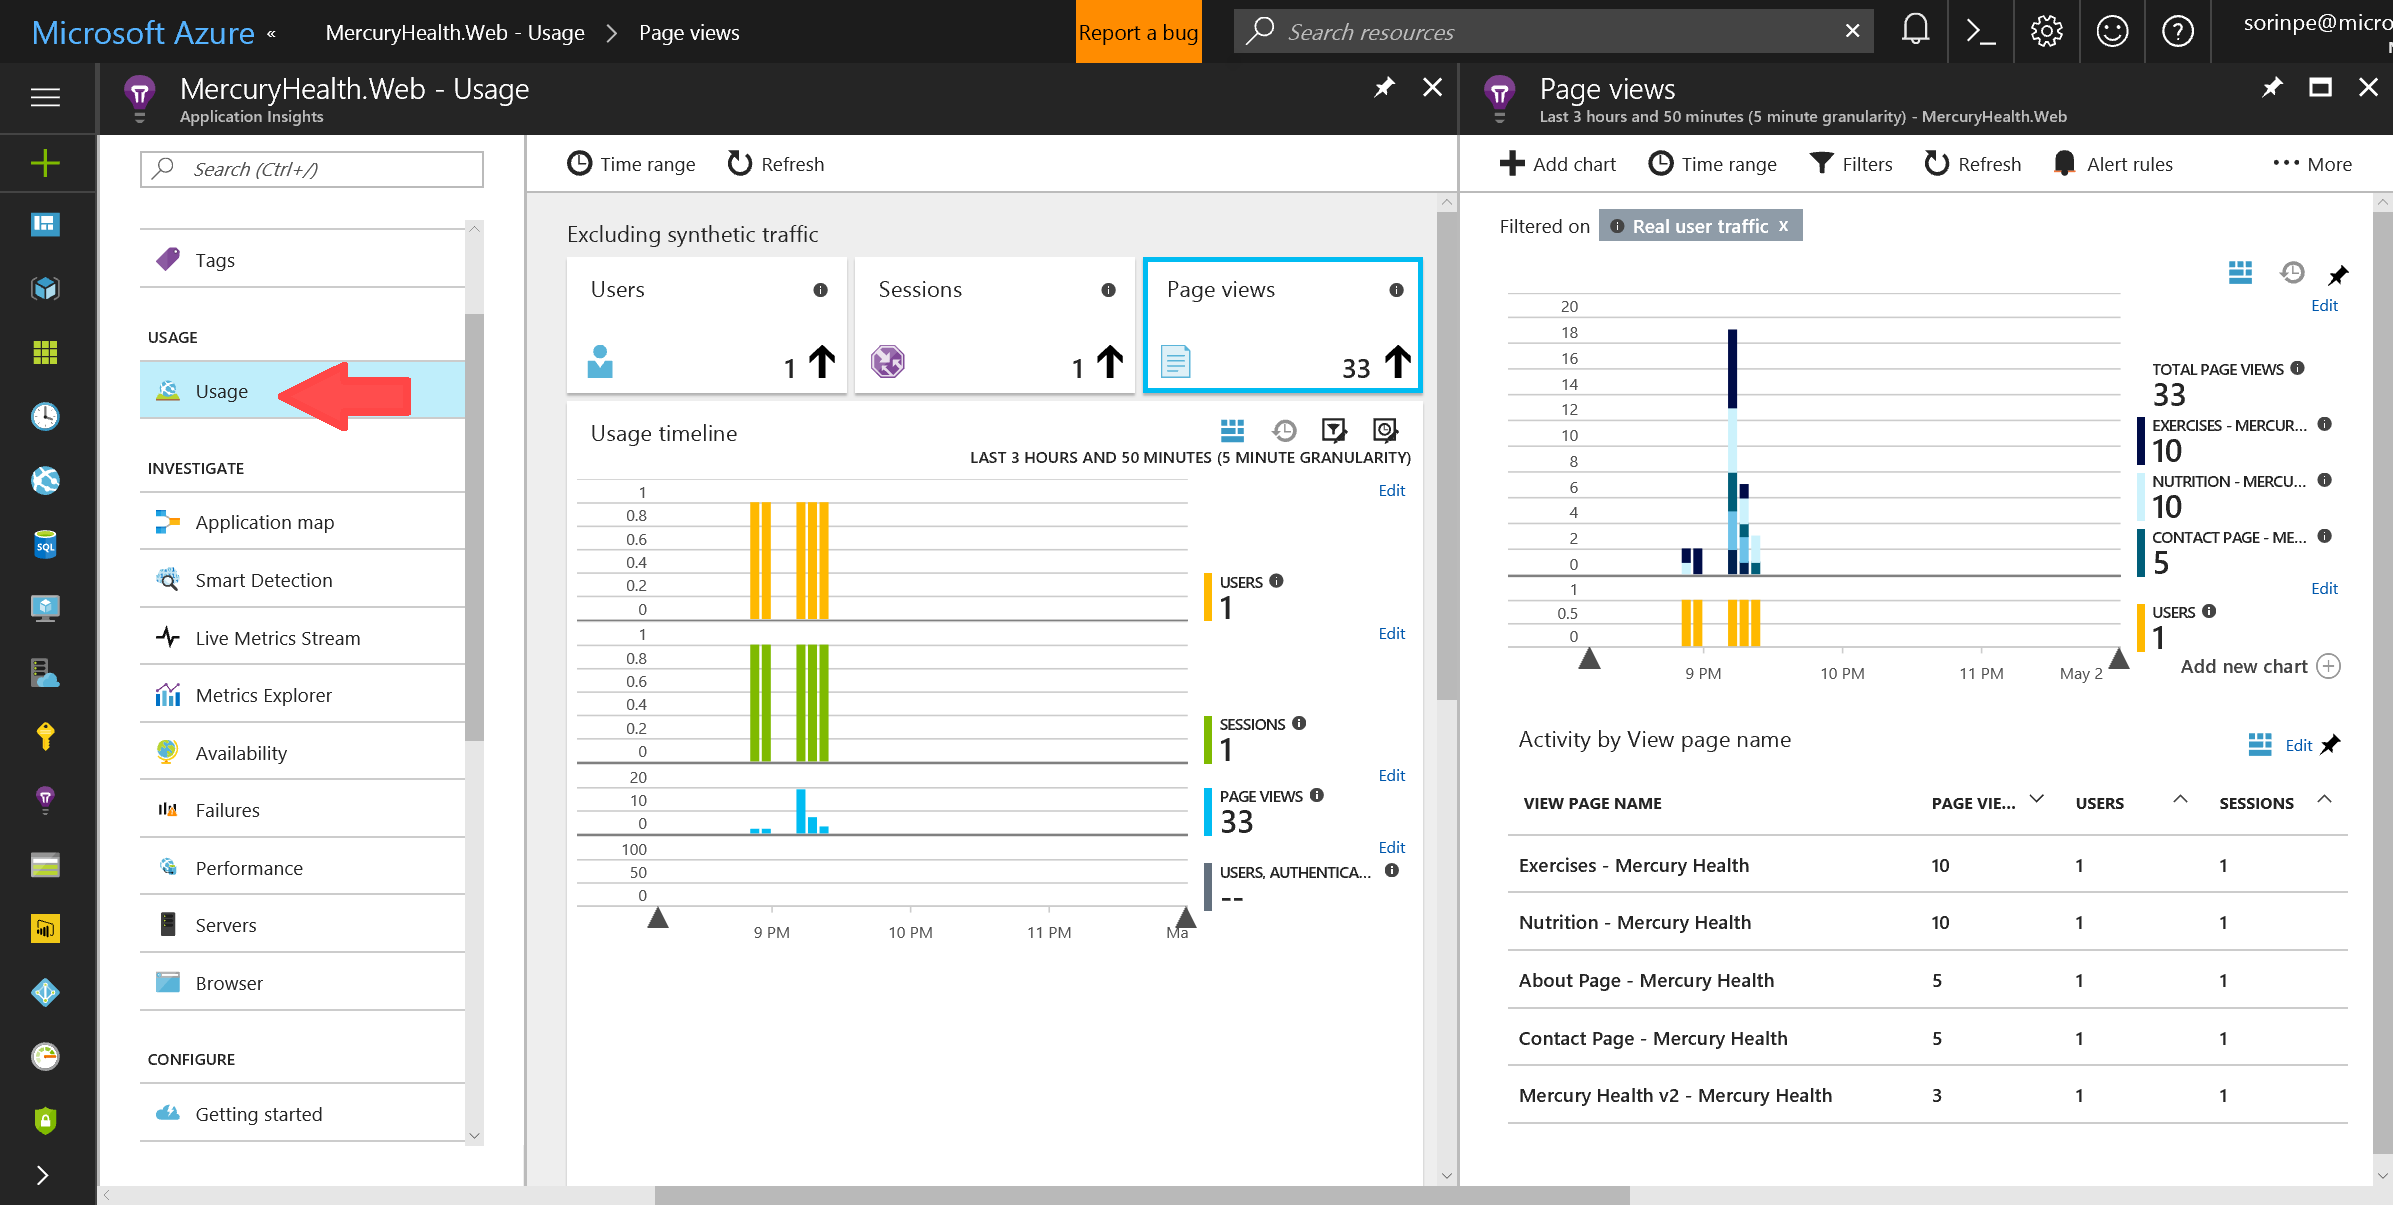 Microsoft Azure «
MercuryHealth.Web - Usage
Page views
Report a bug
Search resources
sorinpe@micro
MercuryHealth.Web - Usage
Application Insights
Search (Ctrl+/)
Tags
USAGE
Usage
INVESTIGATE
Application map
Smart Detection
Live Metrics Stream
Metrics Explorer
Availability
Failures
Performance
Servers
Browser
CONFIGURE
Getting started
SQL
Time range
Refresh
Excluding synthetic traffic
Users
1
Sessions
1
Page views
33
Usage timeline
LAST 3 HOURS AND 50 MINUTES (5 MINUTE GRANULARITY)
Edit
1
0.8
0.6
0.4
0.2
0
USERS
1
Edit
1
0.8
0.6
0.4
0.2
0
SESSIONS
1
Edit
20
10
0
PAGE VIEWS
33
Edit
100
50
0
USERS, AUTHENTICA...
--
9 PM
10 PM
11 PM
Ma
Page views
Last 3 hours and 50 minutes (5 minute granularity) - MercuryHealth.Web
Add chart
Time range
Filters
Refresh
Alert rules
More
Filtered on
Real user traffic x
Edit
20
18
16
14
12
10
8
6
4
2
0
TOTAL PAGE VIEWS
33
EXERCISES - MERCUR...
10
NUTRITION - MERCU...
10
CONTACT PAGE - ME...
5
Edit
1
0.5
0
USERS
1
9 PM
10 PM
11 PM
May 2
Add new chart
Activity by View page name
Edit
VIEW PAGE NAME PAGE VIE... USERS SESSIONS
Exercises - Mercury Health 10 1 1
Nutrition - Mercury Health 10 1 1
About Page - Mercury Health 5 1 1
Contact Page - Mercury Health 5 1 1
Mercury Health v2 - Mercury Health 3 1 1